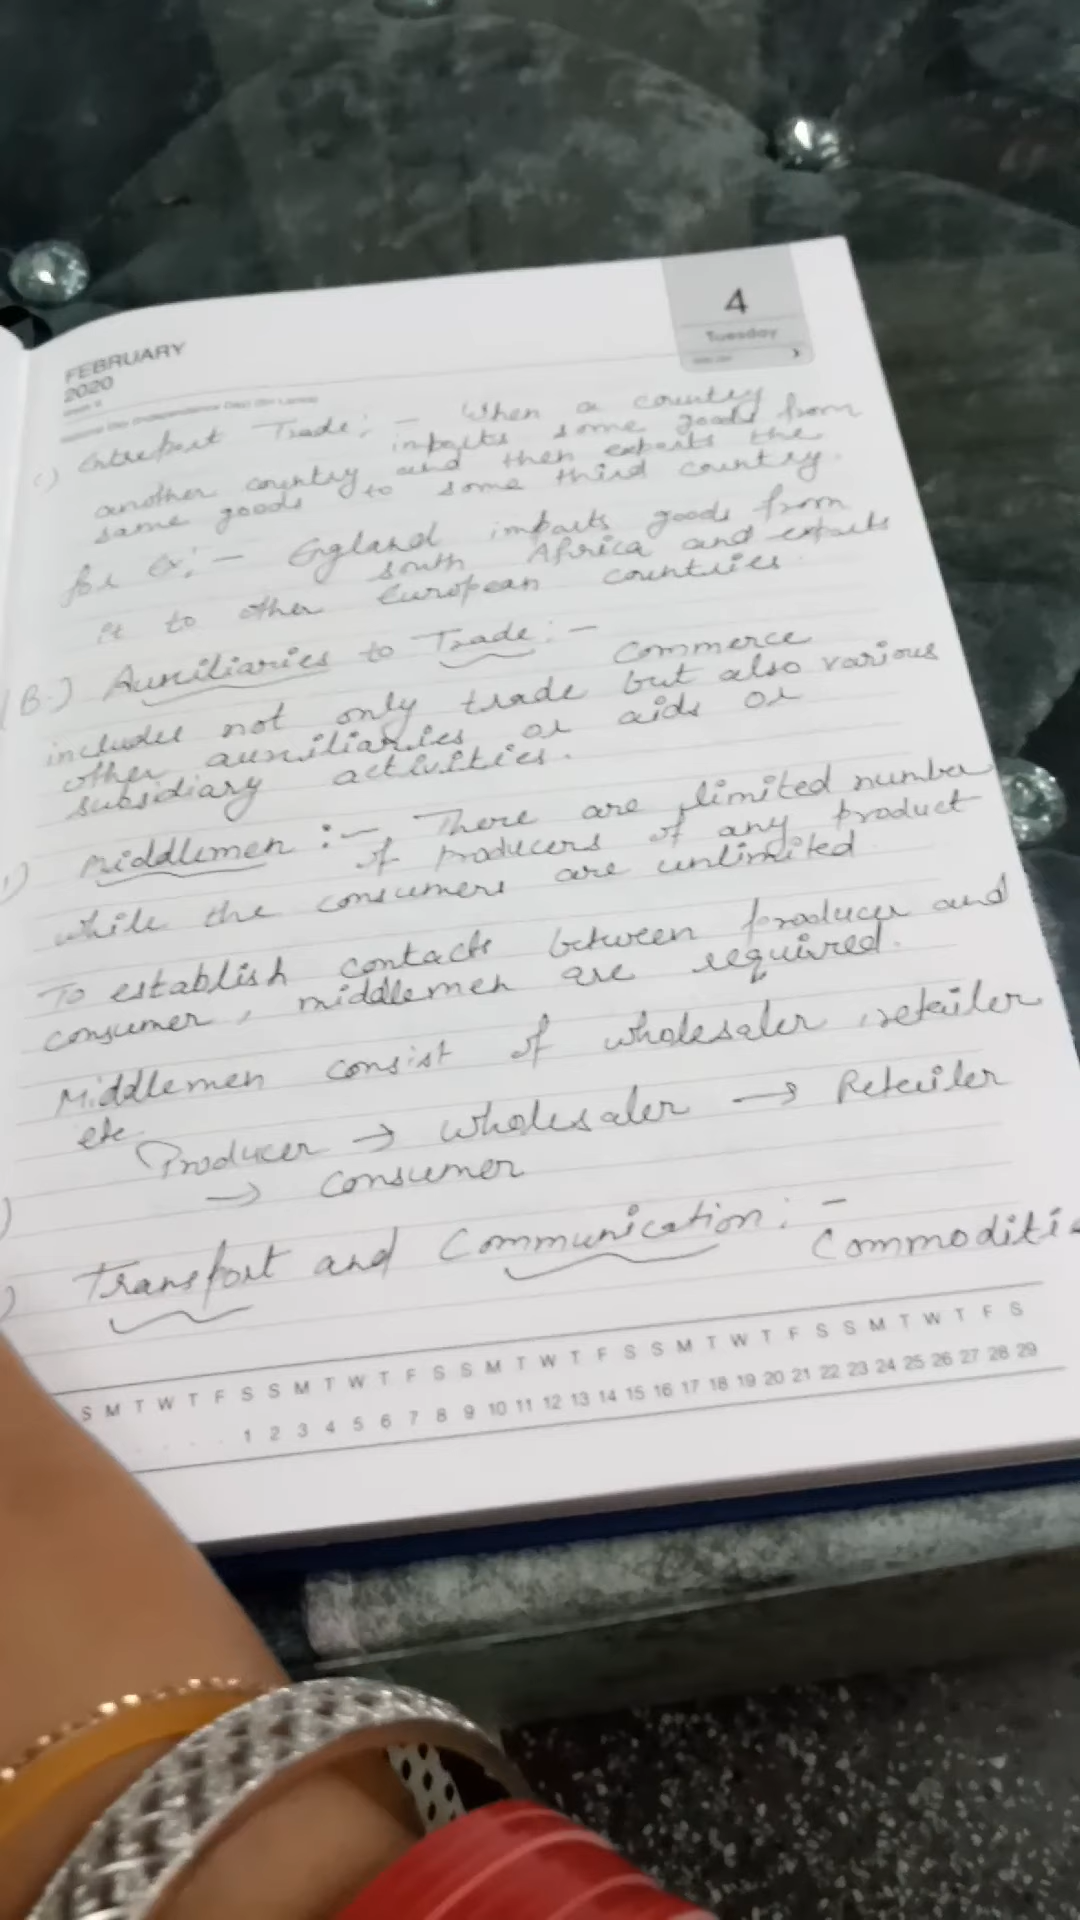 FEBRUARY
2020
4
Tuesday
c) Entreport Trade :- When a country
imports some goods from
another country and then exports the
same goods to some third country.
for Ex:- England imports goods from
south Africa and exports
it to other European countries.
(B.) Auxiliaries to Trade :-
Commerce
includes not only trade but also various
other auxiliaries or aids or
subsidiary activities.
1) Middlemen :- There are limited number
of producers of any product
while the consumers are unlimited
To establish contacts between producer and
consumer, middlemen are required.
Middlemen consist of wholesaler, retailer
etc.
Producer → Wholesaler → Retailer
→ Consumer
) Transport and Communication :-
Commoditie
S M T W T F S S M T W T F S S M T W T F S S M T W T F S S M T W T F S
1 2 3 4 5 6 7 8 9 10 11 12 13 14 15 16 17 18 19 20 21 22 23 24 25 26 27 28 29